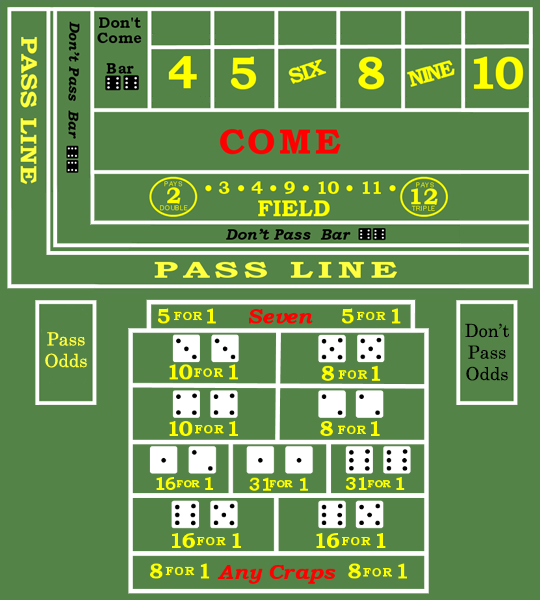 PASS LINE
Don't Pass Bar
Don't
Come
Bar
4 5 SIX 8 NINE 10
COME
PAYS
2
DOUBLE
• 3 • 4 • 9 • 10 • 11 •
PAYS
12
TRIPLE
FIELD
Don't Pass Bar
PASS LINE
Pass
Odds
Don't
Pass
Odds
5 FOR 1 Seven 5 FOR 1
10 FOR 1 8 FOR 1
10 FOR 1 8 FOR 1
16 FOR 1 31 FOR 1 31 FOR 1
16 FOR 1 16 FOR 1
8 FOR 1 Any Craps 8 FOR 1